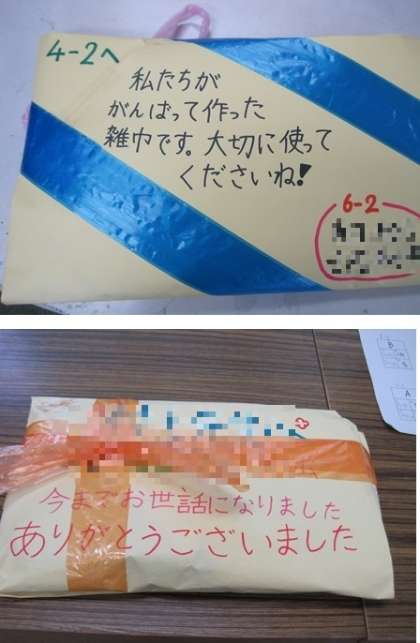 4-2へ
私たちが
がんばって作った
雑巾です。大切に使って
くださいね!
6-2
今までお世話になりました
ありがとうございました